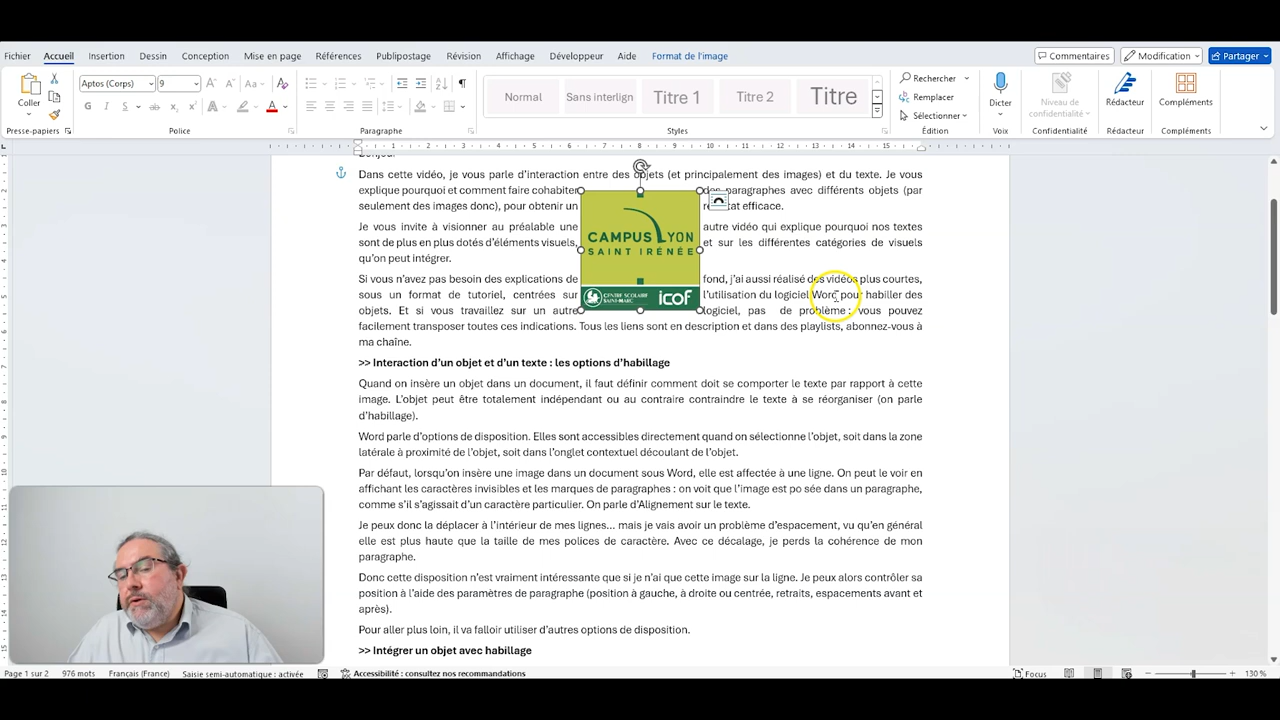 Fichier Accueil Insertion Dessin Conception Mise en page Références Publipostage Révision Affichage Développeur Aide Format de l'image Commentaires Modification Partager
Coller
Aptos (Corps) 9
Normal Sans interlign Titre 1 Titre 2 Titre
Rechercher
Remplacer
Sélectionner
Dicter
Niveau de confidentialité
Rédacteur
Compléments
Presse-papiers Police Paragraphe Styles Édition Voix Confidentialité Rédacteur Compléments
Bonjour
Dans cette vidéo, je vous parle d'interaction entre des objets (et principalement des images) et du texte. Je vous
explique pourquoi et comment faire cohabiter des paragraphes avec différents objets (par
seulement des images donc), pour obtenir un efficace.
Je vous invite à visionner au préalable une autre vidéo qui explique pourquoi nos textes
sont de plus en plus dotés d'éléments visuels, et sur les différentes catégories de visuels
qu'on peut intégrer.
Si vous n'avez pas besoin des explications de fond, j'ai aussi réalisé des vidéos plus courtes,
sous un format de tutoriel, centrées sur l'utilisation du logiciel Word pour habiller des
objets. Et si vous travaillez sur un autre logiciel, pas de problème : vous pouvez
facilement transposer toutes ces indications. Tous les liens sont en description et dans des playlists, abonnez-vous à
ma chaîne.
CAMPUS LYON
SAINT IRÉNÉE
CENTRE SCOLAIRE
SAINT-MARC
icof
>> Interaction d'un objet et d'un texte : les options d'habillage
Quand on insère un objet dans un document, il faut définir comment doit se comporter le texte par rapport à cette
image. L'objet peut être totalement indépendant ou au contraire contraindre le texte à se réorganiser (on parle
d'habillage).
Word parle d'options de disposition. Elles sont accessibles directement quand on sélectionne l'objet, soit dans la zone
latérale à proximité de l'objet, soit dans l'onglet contextuel découlant de l'objet.
Par défaut, lorsqu'on insère une image dans un document sous Word, elle est affectée à une ligne. On peut le voir en
affichant les caractères invisibles et les marques de paragraphes : on voit que l'image est po sée dans un paragraphe,
comme s'il s'agissait d'un caractère particulier. On parle d'Alignement sur le texte.
Je peux donc la déplacer à l'intérieur de mes lignes... mais je vais avoir un problème d'espacement, vu qu'en général
elle est plus haute que la taille de mes polices de caractère. Avec ce décalage, je perds la cohérence de mon
paragraphe.
Donc cette disposition n'est vraiment intéressante que si je n'ai que cette image sur la ligne. Je peux alors contrôler sa
position à l'aide des paramètres de paragraphe (position à gauche, à droite ou centrée, retraits, espacements avant et
après).
Pour aller plus loin, il va falloir utiliser d'autres options de disposition.
>> Intégrer un objet avec habillage
Page 1 sur 2 976 mots Français (France) Saisie semi-automatique : activée Accessibilité : consultez nos recommandations Focus 130 %